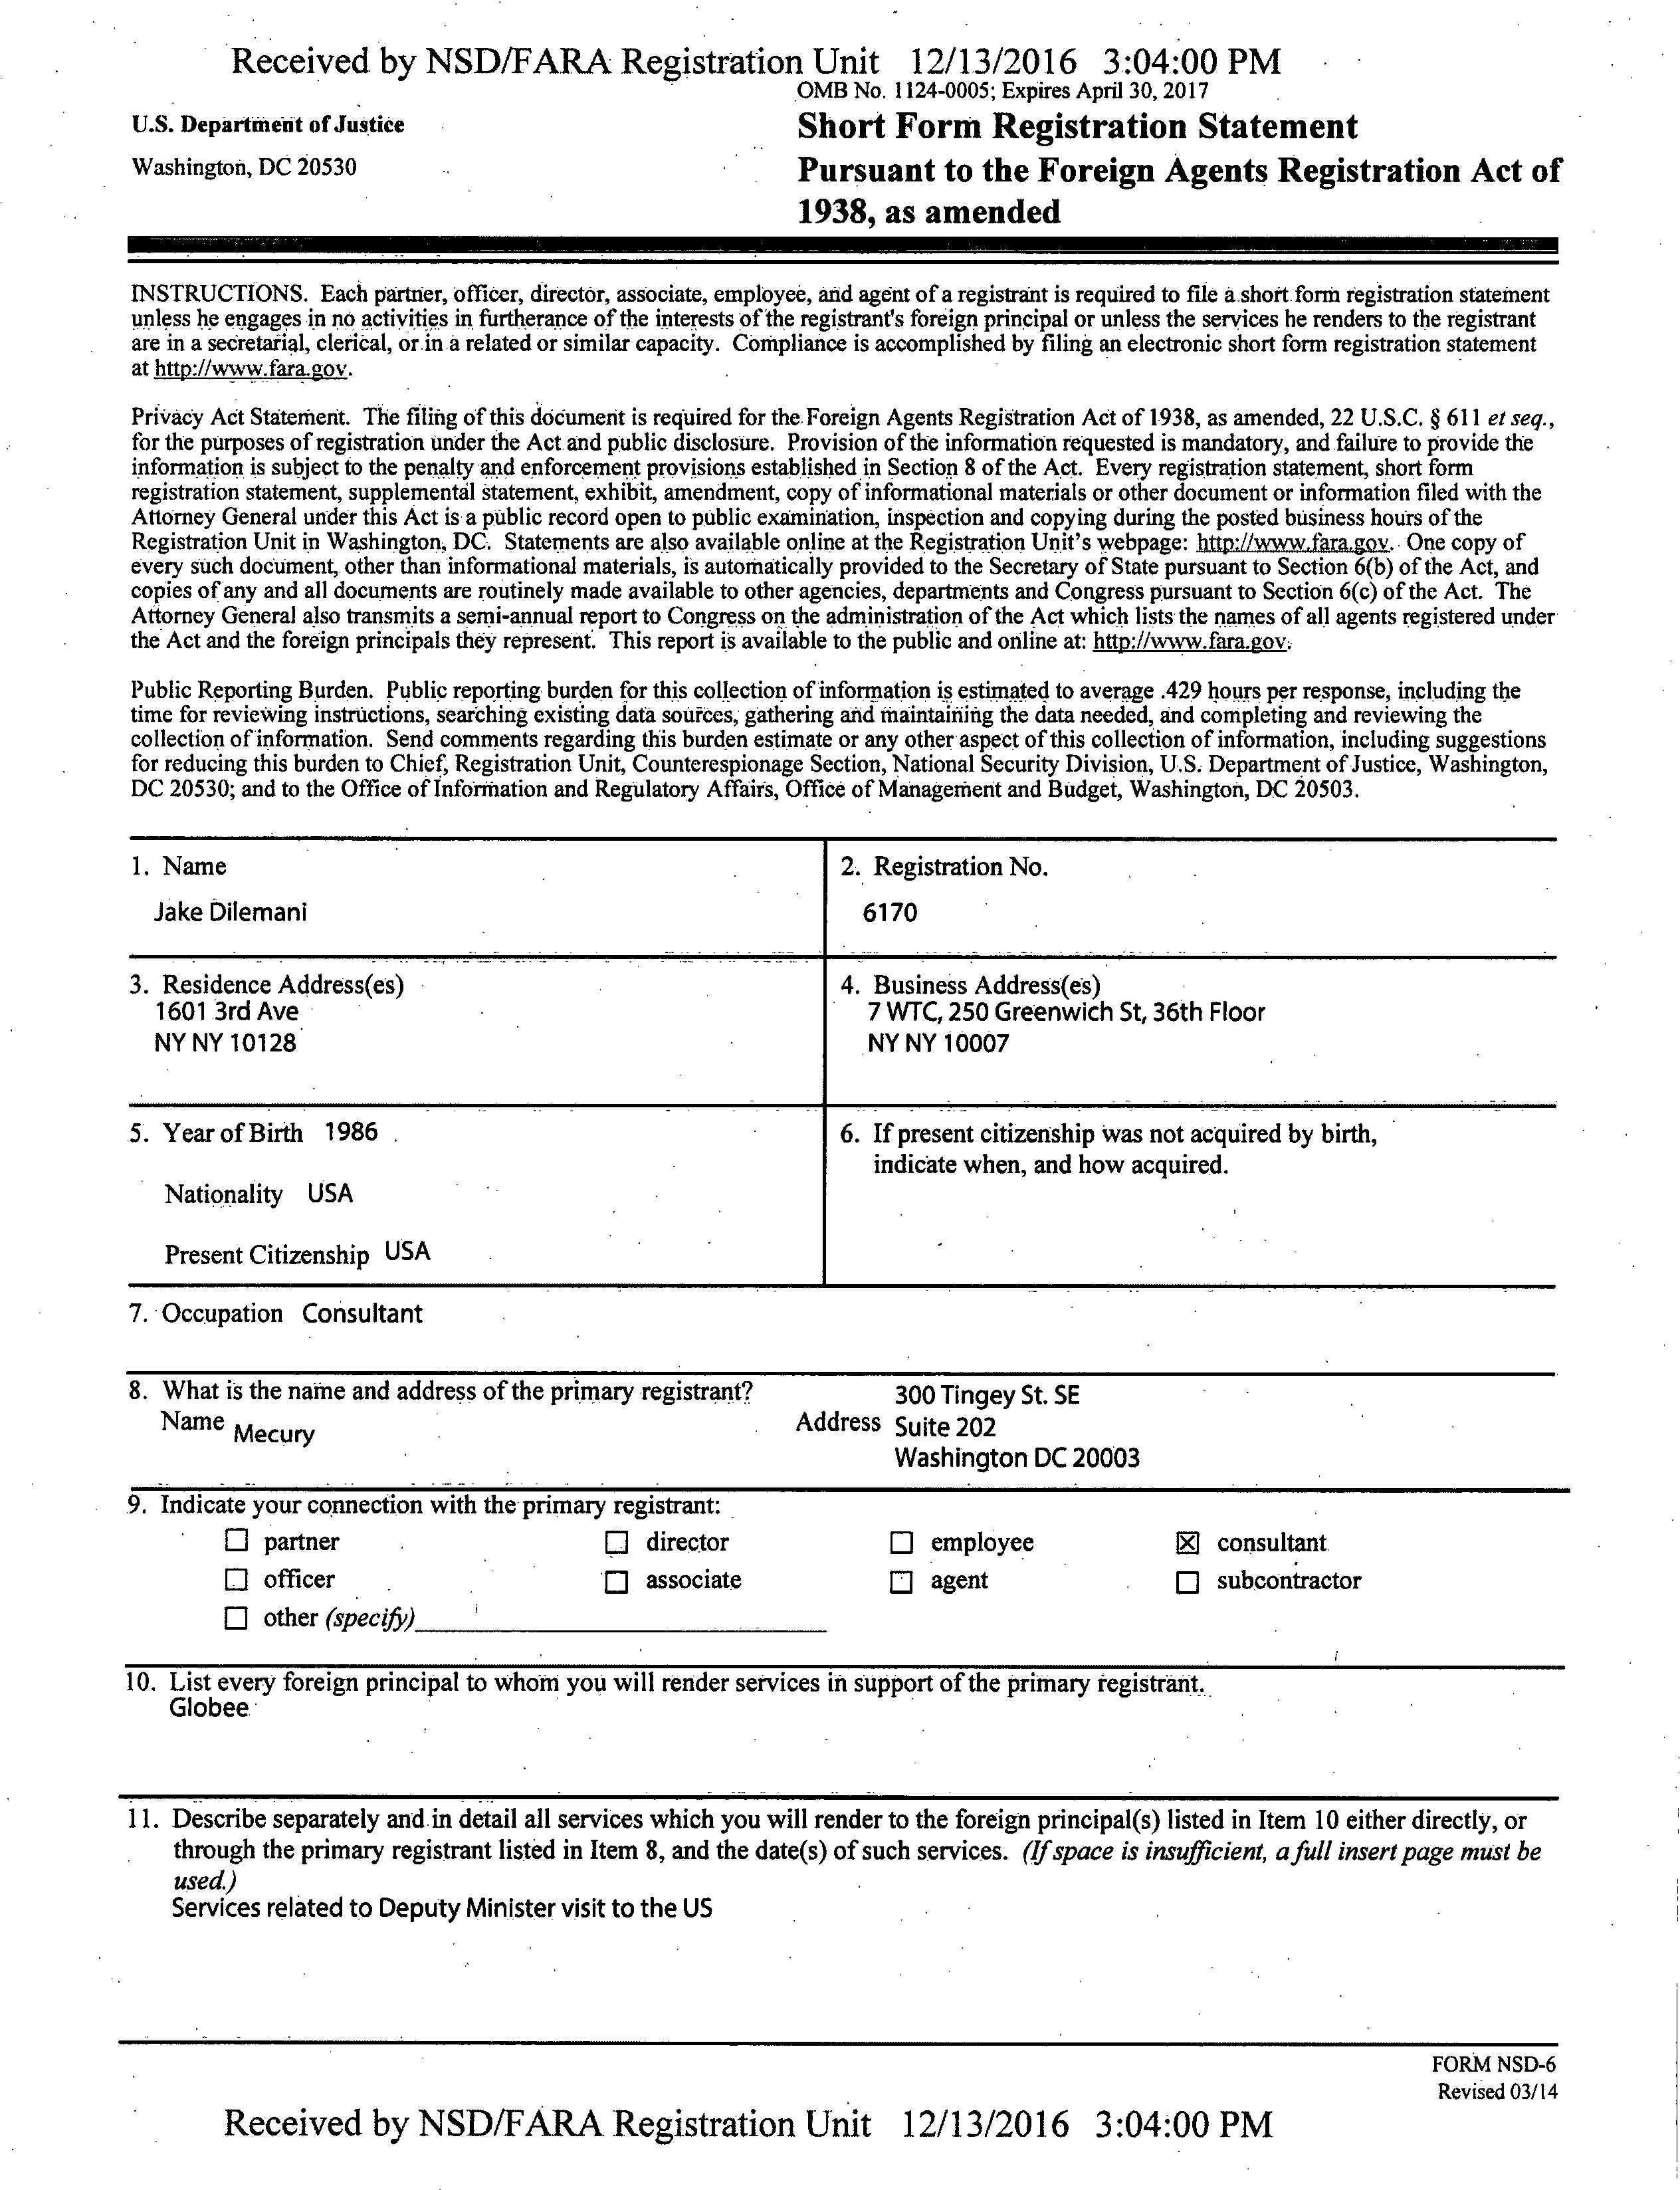 Received by NSD/FARA Registration Unit 12/13/2016 3:04:00 PM
OMB No. 1124-0005; Expires April 30, 2017
U.S. Department of Justice
Washington, DC 20530
Short Form Registration Statement
Pursuant to the Foreign Agents Registration Act of
1938, as amended
INSTRUCTIONS. Each partner, officer, director, associate, employee, and agent of a registrant is required to file a short form registration statement
unless he engages in no activities in furtherance of the interests of the registrant's foreign principal or unless the services he renders to the registrant
are in a secretarial, clerical, or in a related or similar capacity. Compliance is accomplished by filing an electronic short form registration statement
at http://www.fara.gov.
Privacy Act Statement. The filing of this document is required for the Foreign Agents Registration Act of 1938, as amended, 22 U.S.C. § 611 et seq.,
for the purposes of registration under the Act and public disclosure. Provision of the information requested is mandatory, and failure to provide the
information is subject to the penalty and enforcement provisions established in Section 8 of the Act. Every registration statement, short form
registration statement, supplemental statement, exhibit, amendment, copy of informational materials or other document or information filed with the
Attorney General under this Act is a public record open to public examination, inspection and copying during the posted business hours of the
Registration Unit in Washington, DC. Statements are also available online at the Registration Unit's webpage: http://www.fara.gov. One copy of
every such document, other than informational materials, is automatically provided to the Secretary of State pursuant to Section 6(b) of the Act, and
copies of any and all documents are routinely made available to other agencies, departments and Congress pursuant to Section 6(c) of the Act. The
Attorney General also transmits a semi-annual report to Congress on the administration of the Act which lists the names of all agents registered under
the Act and the foreign principals they represent. This report is available to the public and online at: http://www.fara.gov.
Public Reporting Burden. Public reporting burden for this collection of information is estimated to average .429 hours per response, including the
time for reviewing instructions, searching existing data sources, gathering and maintaining the data needed, and completing and reviewing the
collection of information. Send comments regarding this burden estimate or any other aspect of this collection of information, including suggestions
for reducing this burden to Chief, Registration Unit, Counterespionage Section, National Security Division, U.S. Department of Justice, Washington,
DC 20530; and to the Office of Information and Regulatory Affairs, Office of Management and Budget, Washington, DC 20503.
1. Name
Jake Dilemani
2. Registration No.
6170
3. Residence Address(es)
1601 3rd Ave
NY NY 10128
4. Business Address(es)
7 WTC, 250 Greenwich St, 36th Floor
NY NY 10007
5. Year of Birth 1986
Nationality USA
Present Citizenship USA
6. If present citizenship was not acquired by birth,
indicate when, and how acquired.
7. Occupation Consultant
8. What is the name and address of the primary registrant?
Name Mecury
300 Tingey St. SE
Address Suite 202
Washington DC 20003
9. Indicate your connection with the primary registrant:
☐ partner ☐ director ☐ employee ☒ consultant
☐ officer ☐ associate ☐ agent ☐ subcontractor
☐ other (specify)
10. List every foreign principal to whom you will render services in support of the primary registrant.
Globee
11. Describe separately and in detail all services which you will render to the foreign principal(s) listed in Item 10 either directly, or
through the primary registrant listed in Item 8, and the date(s) of such services. (If space is insufficient, a full insert page must be
used.)
Services related to Deputy Minister visit to the US
FORM NSD-6
Revised 03/14
Received by NSD/FARA Registration Unit 12/13/2016 3:04:00 PM